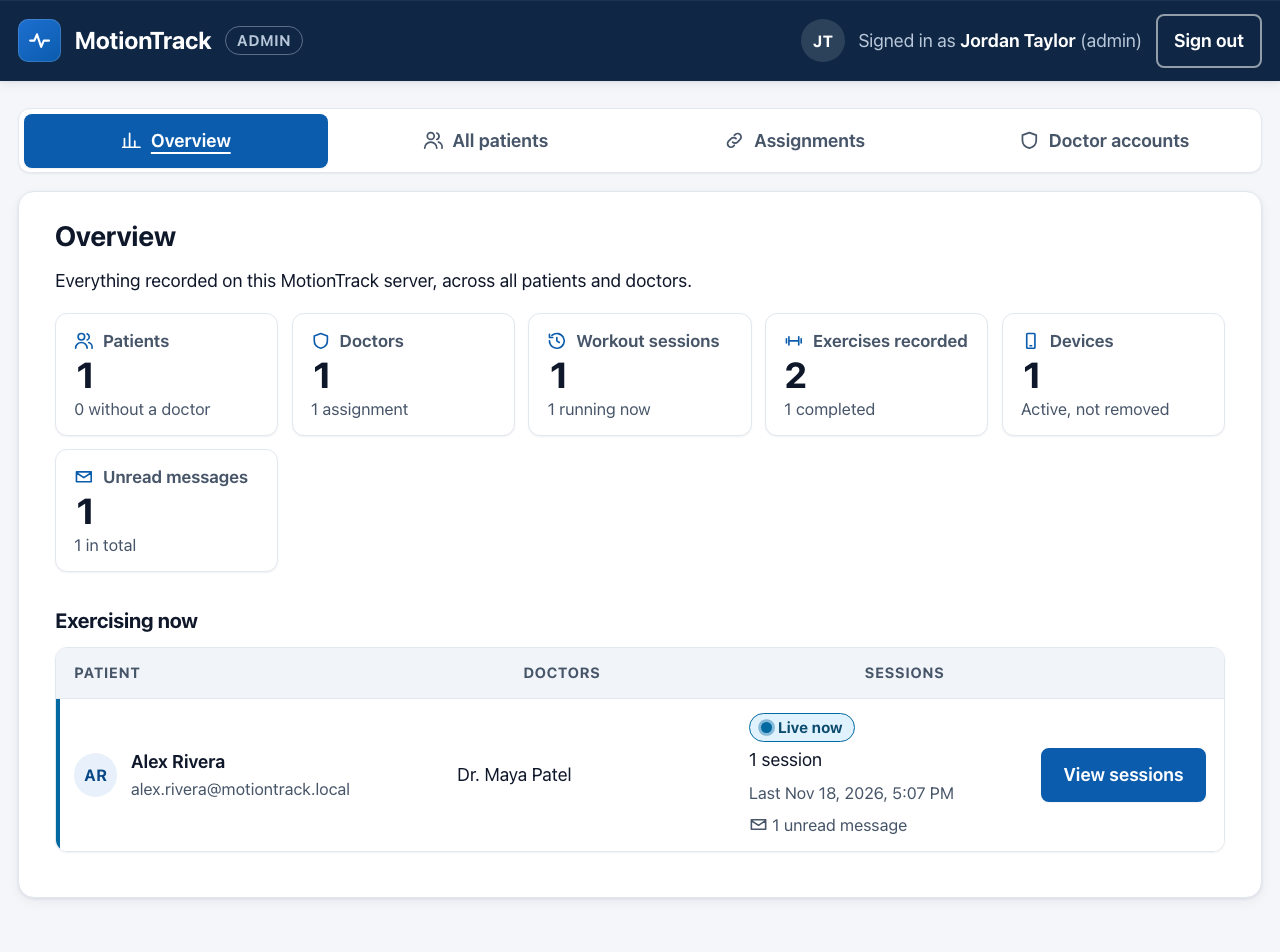 MotionTrack ADMIN
JT Signed in as Jordan Taylor (admin) Sign out
Overview All patients Assignments Doctor accounts
Overview
Everything recorded on this MotionTrack server, across all patients and doctors.
Patients
1
0 without a doctor
Doctors
1
1 assignment
Workout sessions
1
1 running now
Exercises recorded
2
1 completed
Devices
1
Active, not removed
Unread messages
1
1 in total
Exercising now
PATIENT DOCTORS SESSIONS
AR
Alex Rivera
alex.rivera@motiontrack.local
Dr. Maya Patel
Live now
1 session
Last Nov 18, 2026, 5:07 PM
1 unread message
View sessions